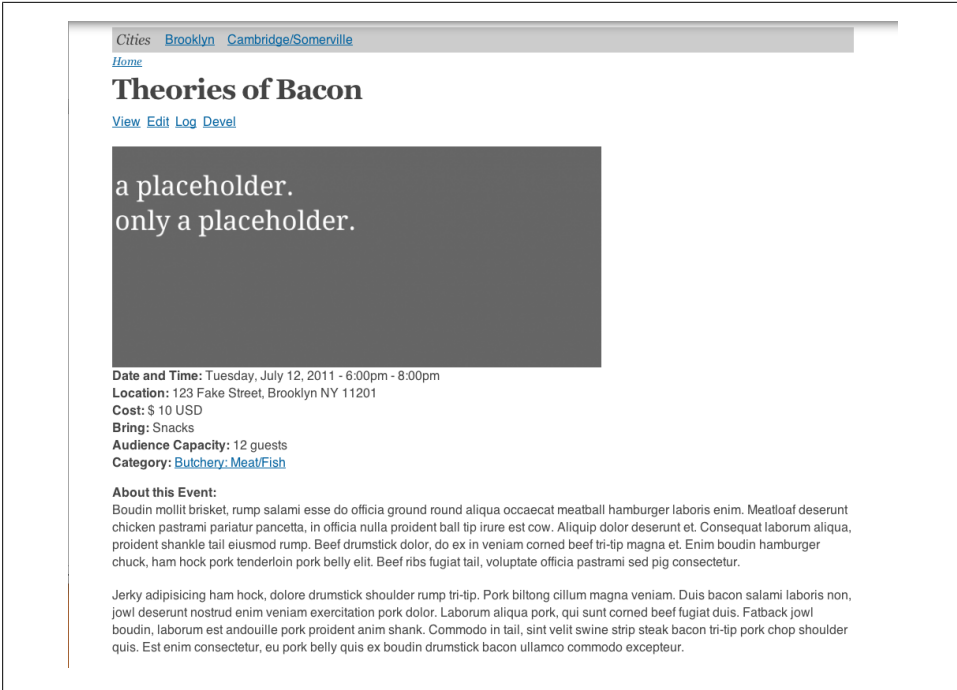 Cities Brooklyn Cambridge/Somerville
Home
Theories of Bacon
View Edit Log Devel
a placeholder.
only a placeholder.
Date and Time: Tuesday, July 12, 2011 - 6:00pm - 8:00pm
Location: 123 Fake Street, Brooklyn NY 11201
Cost: $ 10 USD
Bring: Snacks
Audience Capacity: 12 guests
Category: Butchery: Meat/Fish
About this Event:
Boudin mollit brisket, rump salami esse do officia ground round aliqua occaecat meatball hamburger laboris enim. Meatloaf deserunt
chicken pastrami pariatur pancetta, in officia nulla proident ball tip irure est cow. Aliquip dolor deserunt et. Consequat laborum aliqua,
proident shankle tail eiusmod rump. Beef drumstick dolor, do ex in veniam corned beef tri-tip magna et. Enim boudin hamburger
chuck, ham hock pork tenderloin pork belly elit. Beef ribs fugiat tail, voluptate officia pastrami sed pig consectetur.
Jerky adipisicing ham hock, dolore drumstick shoulder rump tri-tip. Pork biltong cillum magna veniam. Duis bacon salami laboris non,
jowl deserunt nostrud enim veniam exercitation pork dolor. Laborum aliqua pork, qui sunt corned beef fugiat duis. Fatback jowl
boudin, laborum est andouille pork proident anim shank. Commodo in tail, sint velit swine strip steak bacon tri-tip pork chop shoulder
quis. Est enim consectetur, eu pork belly quis ex boudin drumstick bacon ullamco commodo excepteur.